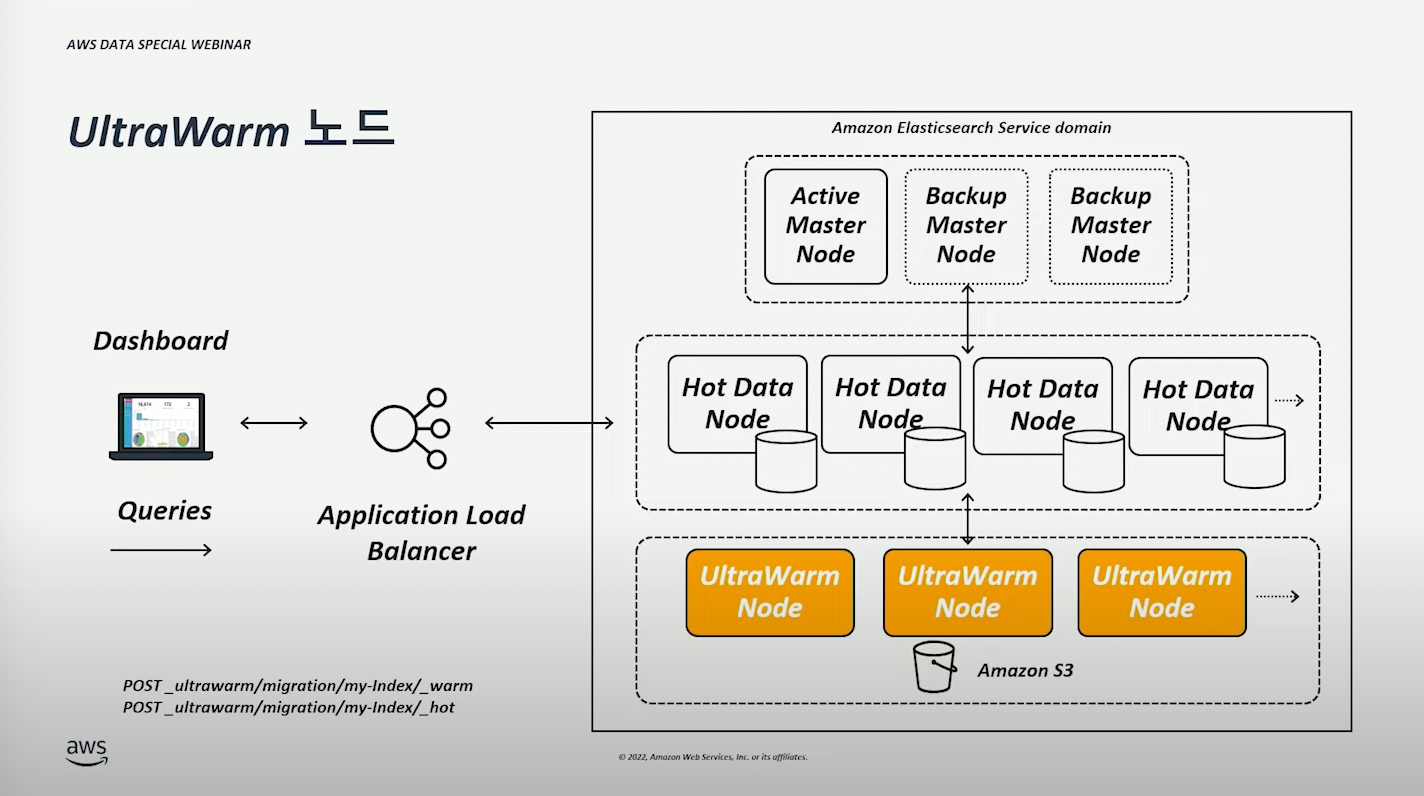 AWS DATA SPECIAL WEBINAR
UltraWarm 노드
Amazon Elasticsearch Service domain
Active
Master
Node
Backup
Master
Node
Backup
Master
Node
Dashboard
Queries
Application Load
Balancer
Hot Data
Node
Hot Data
Node
Hot Data
Node
Hot Data
Node
UltraWarm
Node
UltraWarm
Node
UltraWarm
Node
Amazon S3
POST _ultrawarm/migration/my-Index/_warm
POST _ultrawarm/migration/my-Index/_hot
aws
© 2022, Amazon Web Services, Inc. or its affiliates.